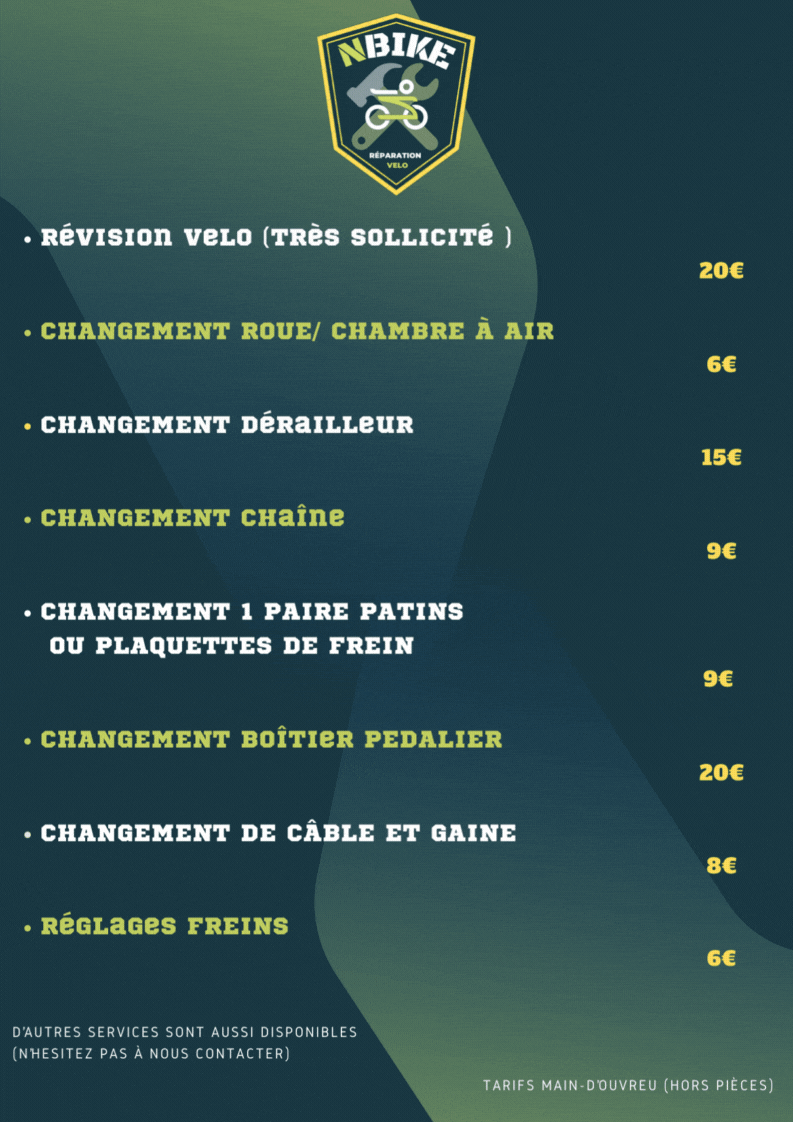 NBIKE
RÉPARATION
VELO
• RÉVISION VELO (TRÈS SOLLICITÉ )
20€
• CHANGEMENT ROUE/ CHAMBRE À AIR
6€
• CHANGEMENT DÉRAILLEUR
15€
• CHANGEMENT CHAÎNE
9€
• CHANGEMENT 1 PAIRE PATINS
OU PLAQUETTES DE FREIN
9€
• CHANGEMENT BOÎTIER PEDALIER
20€
• CHANGEMENT DE CÂBLE ET GAINE
8€
• RÉGLAGES FREINS
6€
D'AUTRES SERVICES SONT AUSSI DISPONIBLES
(N'HESITEZ PAS À NOUS CONTACTER)
TARIFS MAIN-D'OUVREU (HORS PIÈCES)